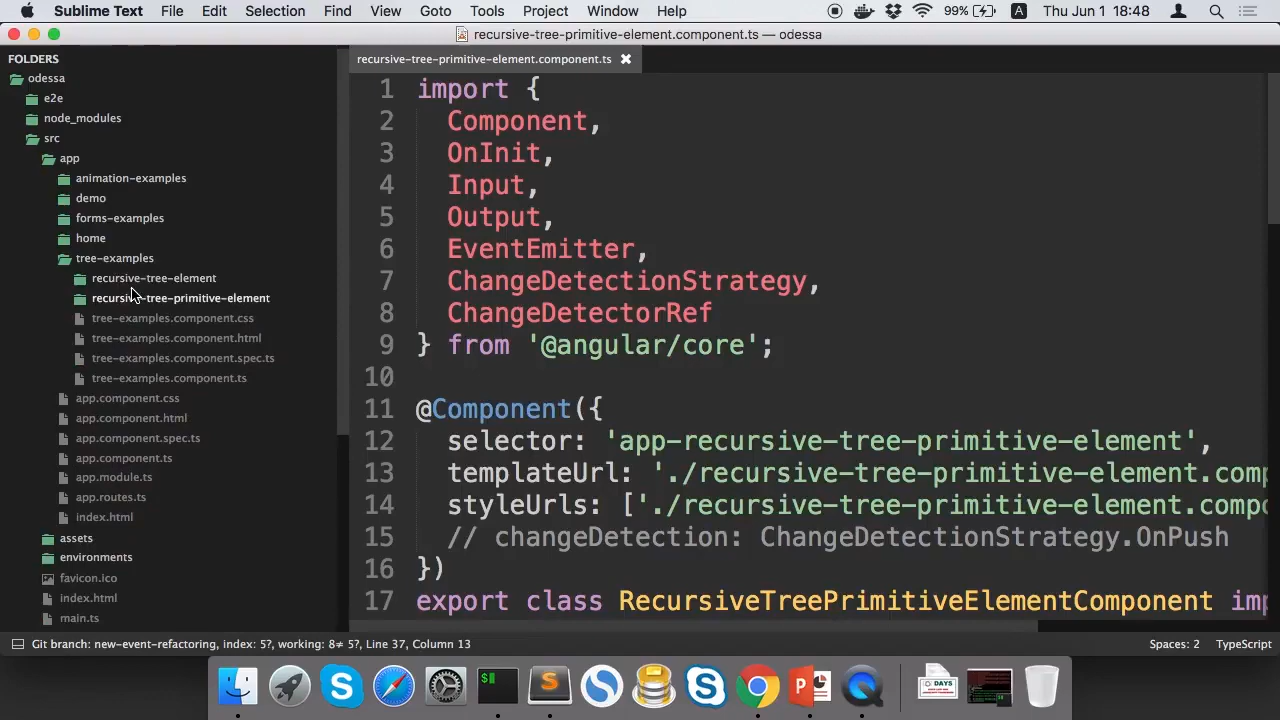 Sublime Text File Edit Selection Find View Goto Tools Project Window Help 99% A Thu Jun 1 18:48
recursive-tree-primitive-element.component.ts — odessa
FOLDERS
odessa
e2e
node_modules
src
app
animation-examples
demo
forms-examples
home
tree-examples
recursive-tree-element
recursive-tree-primitive-element
tree-examples.component.css
tree-examples.component.html
tree-examples.component.spec.ts
tree-examples.component.ts
app.component.css
app.component.html
app.component.spec.ts
app.component.ts
app.module.ts
app.routes.ts
index.html
assets
environments
favicon.ico
index.html
main.ts
recursive-tree-primitive-element.component.ts
1 import {
2 Component,
3 OnInit,
4 Input,
5 Output,
6 EventEmitter,
7 ChangeDetectionStrategy,
8 ChangeDetectorRef
9 } from '@angular/core';
10
11 @Component({
12 selector: 'app-recursive-tree-primitive-element',
13 templateUrl: './recursive-tree-primitive-element.comp
14 styleUrls: ['./recursive-tree-primitive-element.compo
15 // changeDetection: ChangeDetectionStrategy.OnPush
16 })
17 export class RecursiveTreePrimitiveElementComponent imp
Git branch: new-event-refactoring, index: 5?, working: 8≠ 5?, Line 37, Column 13 Spaces: 2 TypeScript
DAYS